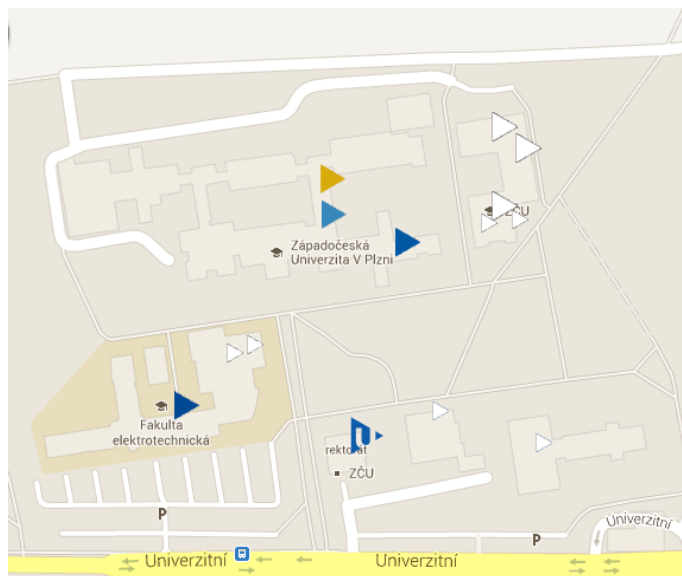 ZČU
Západočeská
Univerzita V Plzni
Fakulta
elektrotechnická
rektorát
ZČU
P
P
Univerzitní
Univerzitní
Univerzitní